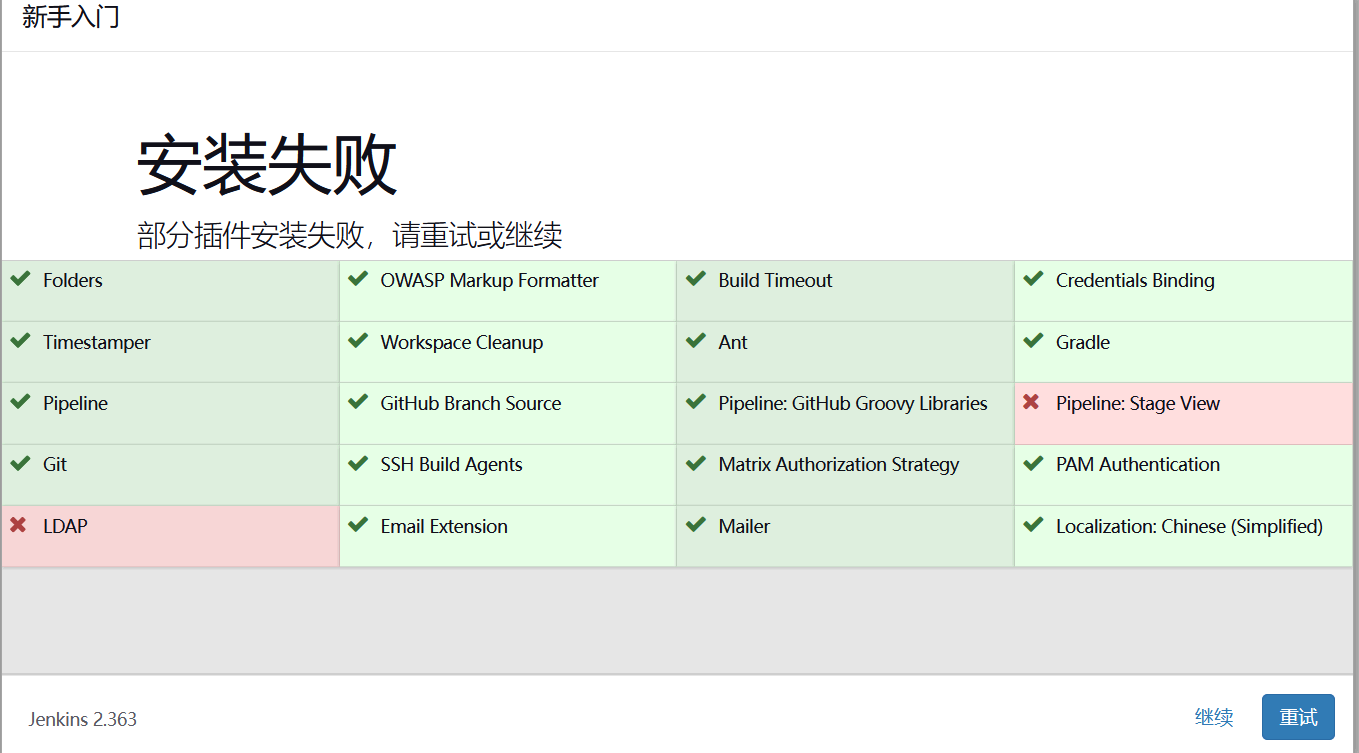 新手入门
安装失败
部分插件安装失败，请重试或继续
Folders
OWASP Markup Formatter
Build Timeout
Credentials Binding
Timestamper
Workspace Cleanup
Ant
Gradle
Pipeline
GitHub Branch Source
Pipeline: GitHub Groovy Libraries
Pipeline: Stage View
Git
SSH Build Agents
Matrix Authorization Strategy
PAM Authentication
LDAP
Email Extension
Mailer
Localization: Chinese (Simplified)
Jenkins 2.363
继续
重试